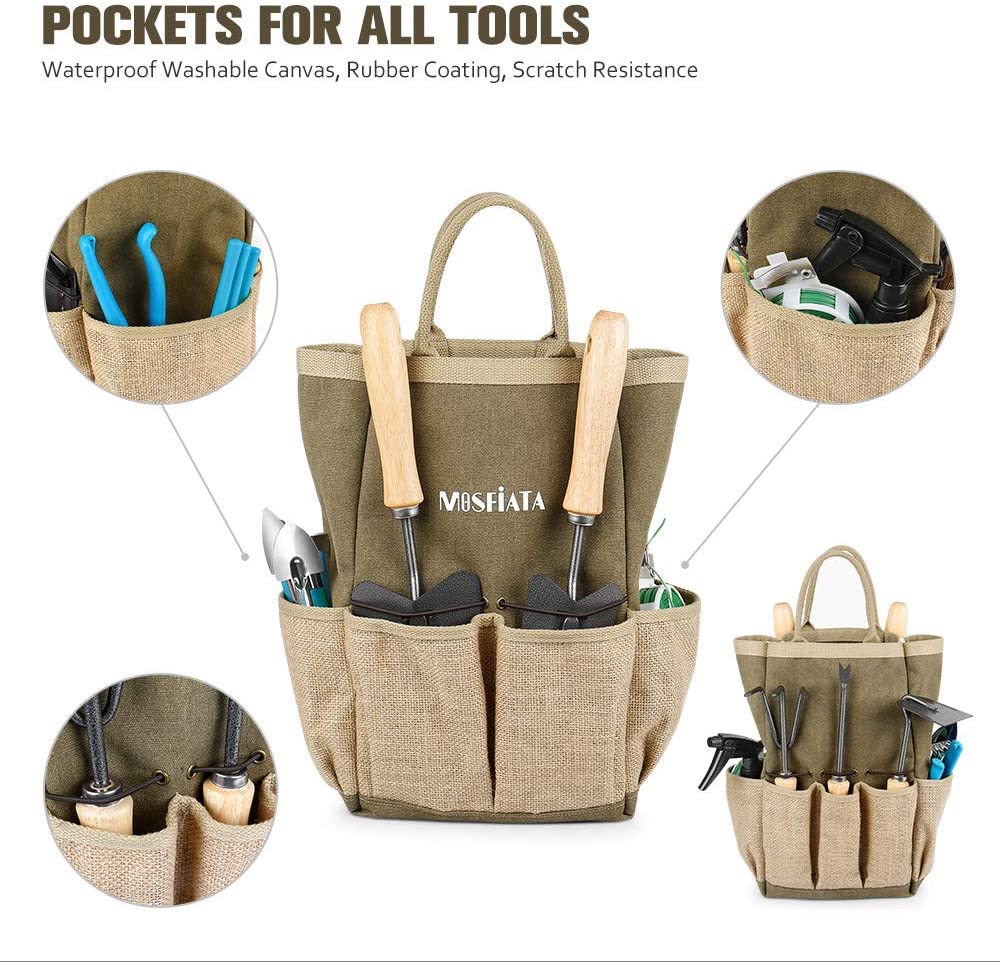 POCKETS FOR ALL TOOLS
Waterproof Washable Canvas, Rubber Coating, Scratch Resistance
MOSFIATA